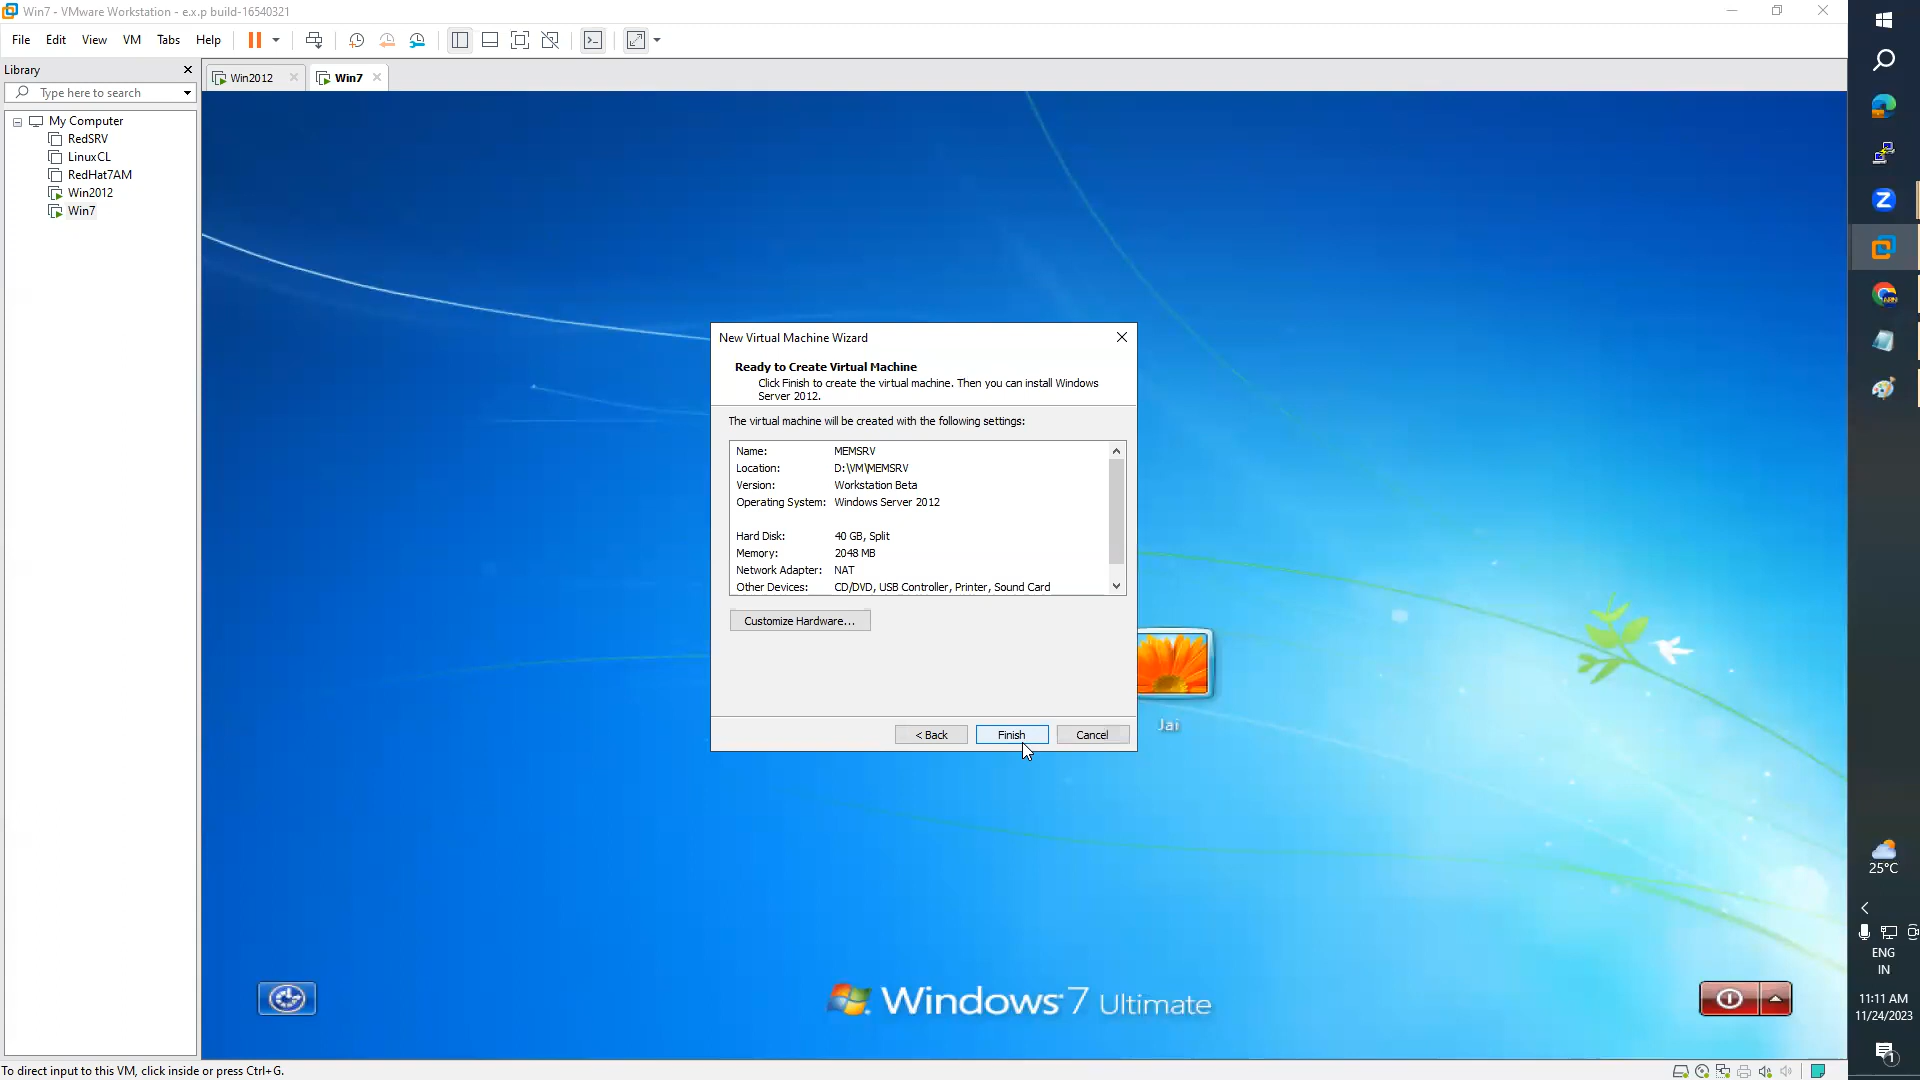 Win7 - VMware Workstation - e.x.p build-16540321
File Edit View VM Tabs Help
Library
Type here to search
Win2012
Win7
My Computer
RedSRV
LinuxCL
RedHat7AM
Win2012
Win7
New Virtual Machine Wizard
Ready to Create Virtual Machine
Click Finish to create the virtual machine. Then you can install Windows
Server 2012.
The virtual machine will be created with the following settings:
Name: MEMSRV
Location: D:\VM\MEMSRV
Version: Workstation Beta
Operating System: Windows Server 2012
Hard Disk: 40 GB, Split
Memory: 2048 MB
Network Adapter: NAT
Other Devices: CD/DVD, USB Controller, Printer, Sound Card
Customize Hardware...
< Back Finish Cancel
Jai
Windows 7 Ultimate
25°C
ENG
IN
11:11 AM
11/24/2023
1
To direct input to this VM, click inside or press Ctrl+G.